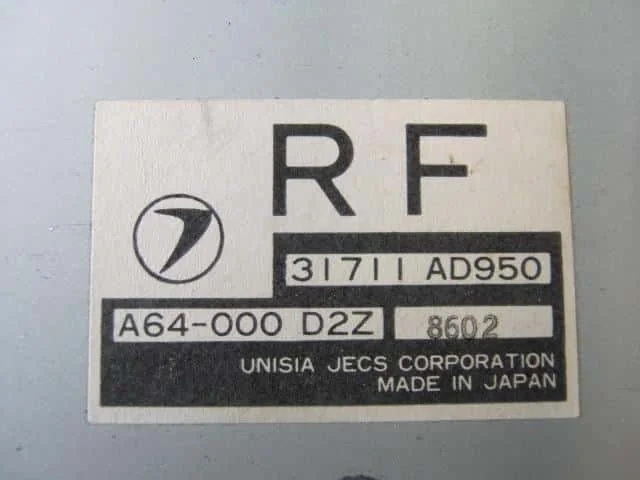 RF
31711 AD950
A64-000 D2Z 8602
UNISIA JECS CORPORATION
MADE IN JAPAN